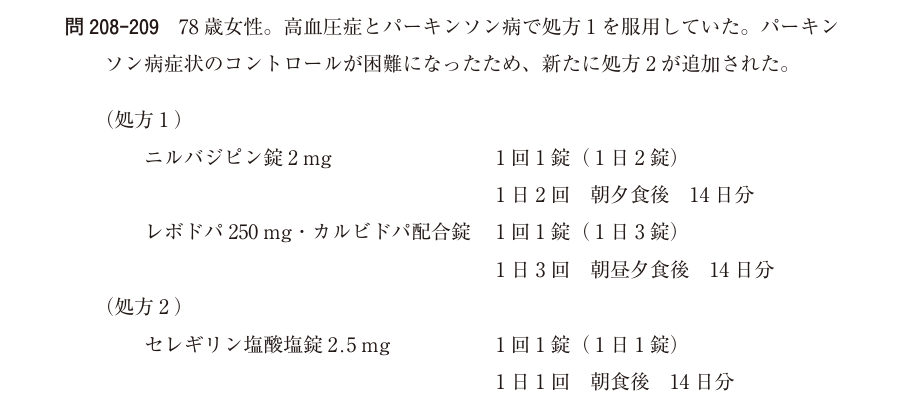 問 208-209　78 歳女性。高血圧症とパーキンソン病で処方１を服用していた。パーキン
ソン病症状のコントロールが困難になったため、新たに処方２が追加された。
（処方１）
ニルバジピン錠 2 mg　１回１錠（１日２錠）
１日２回　朝夕食後　14 日分
レボドパ 250 mg・カルビドパ配合錠　１回１錠（１日３錠）
１日３回　朝昼夕食後　14 日分
（処方２）
セレギリン塩酸塩錠 2.5 mg　１回１錠（１日１錠）
１日１回　朝食後　14 日分